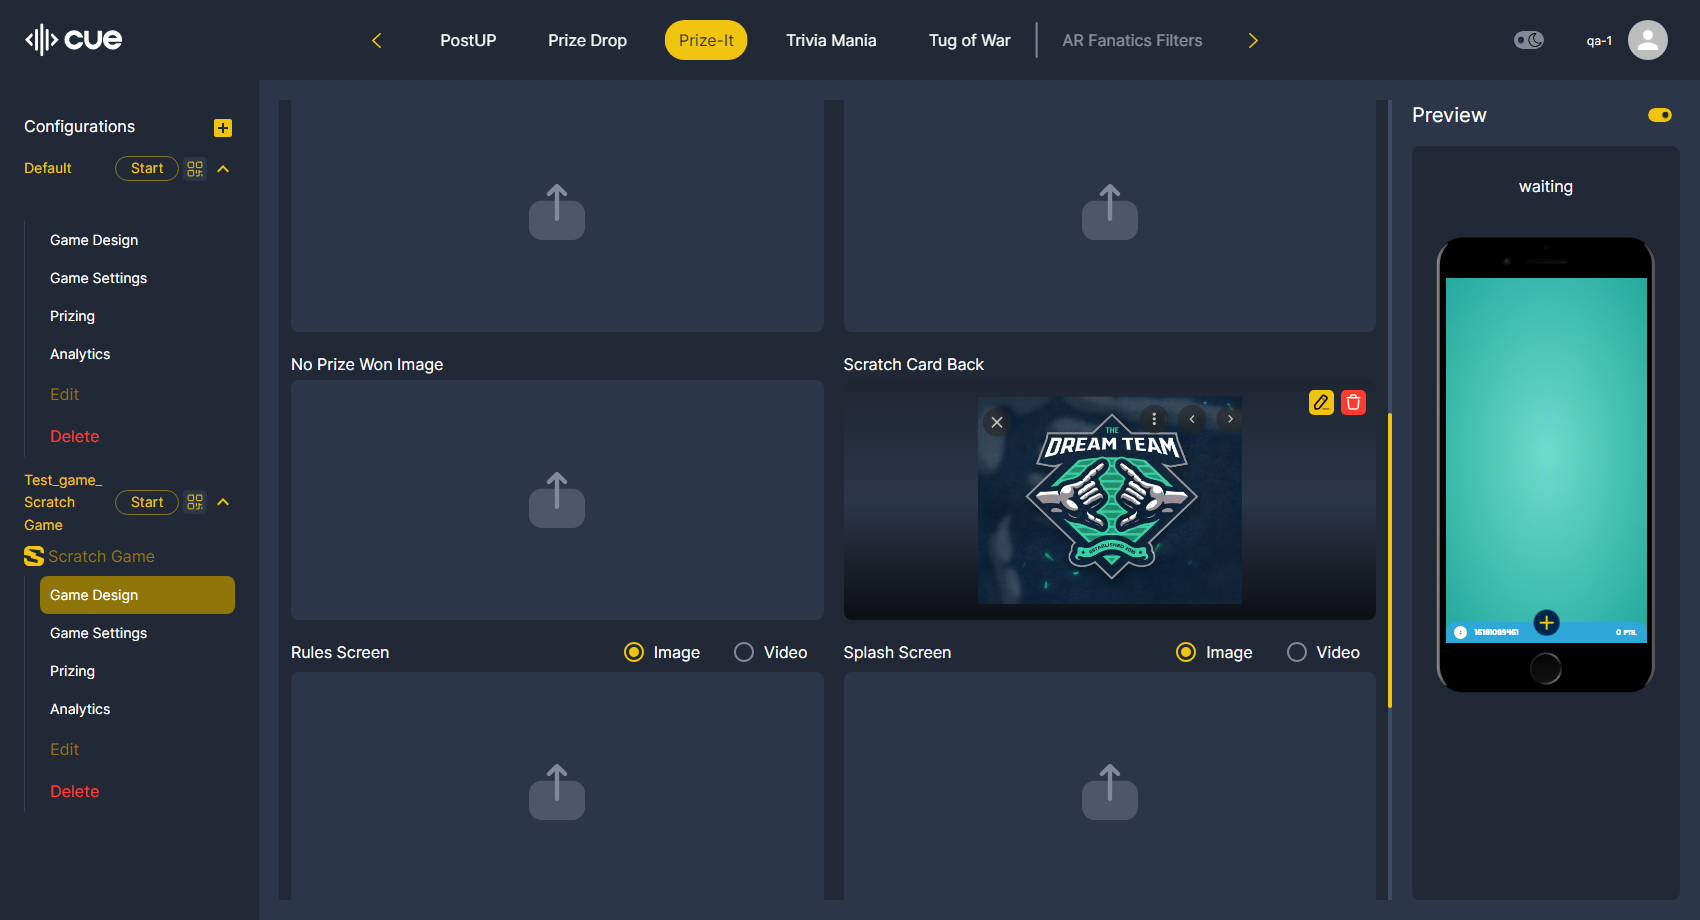 cue
PostUP
Prize Drop
Prize-It
Trivia Mania
Tug of War
AR Fanatics Filters
qa-1
Configurations
Default
Start
Game Design
Game Settings
Prizing
Analytics
Edit
Delete
Test_game_
Scratch
Game
Start
Scratch Game
Game Design
Game Settings
Prizing
Analytics
Edit
Delete
No Prize Won Image
Scratch Card Back
THE
DREAM TEAM
Rules Screen
Image
Video
Splash Screen
Image
Video
Preview
waiting
0 PTS.